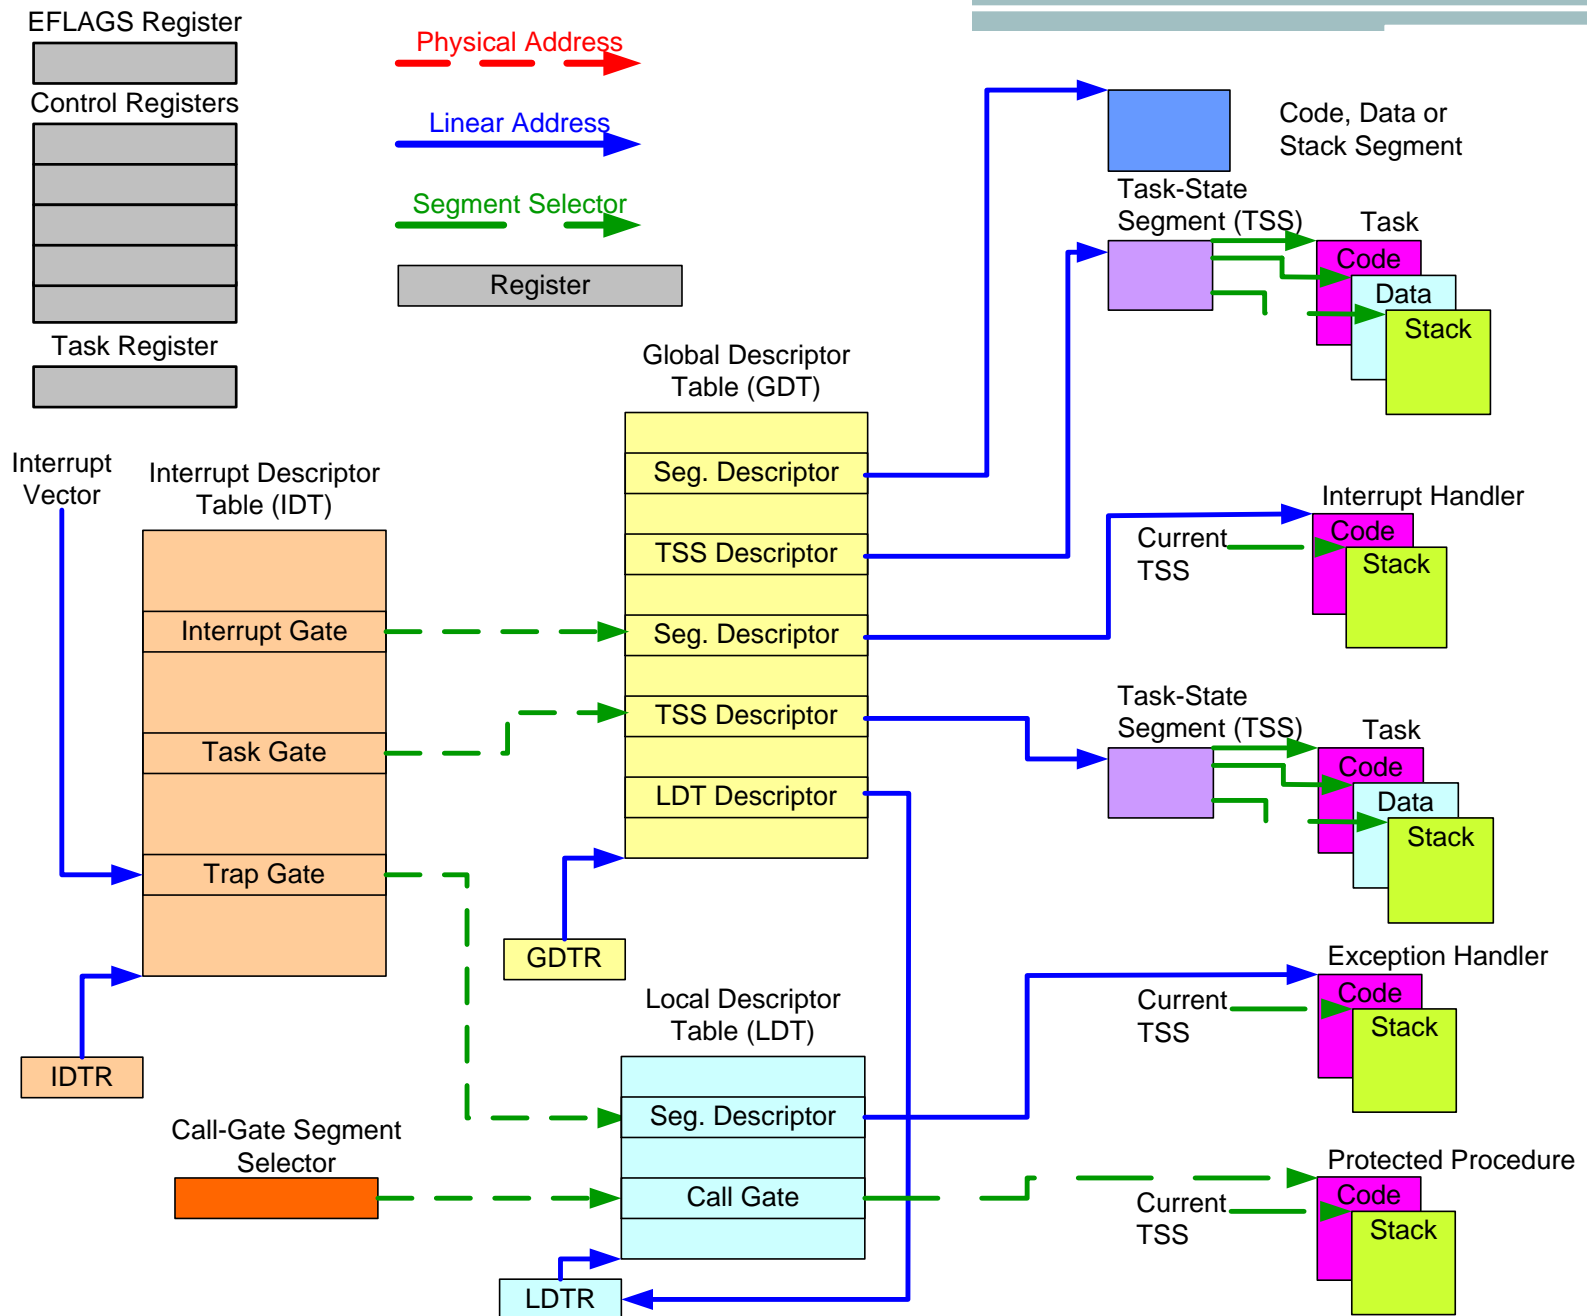 EFLAGS Register
Control Registers
Task Register
Physical Address
Linear Address
Segment Selector
Register
Code, Data or
Stack Segment
Task-State
Segment (TSS)
Task
Code
Data
Stack
Global Descriptor
Table (GDT)
Seg. Descriptor
TSS Descriptor
Seg. Descriptor
TSS Descriptor
LDT Descriptor
Interrupt
Vector
Interrupt Descriptor
Table (IDT)
Interrupt Gate
Task Gate
Trap Gate
Interrupt Handler
Current
TSS
Code
Stack
Task-State
Segment (TSS)
Task
Code
Data
Stack
GDTR
IDTR
Local Descriptor
Table (LDT)
Seg. Descriptor
Call Gate
Exception Handler
Current
TSS
Code
Stack
Call-Gate Segment
Selector
Protected Procedure
Current
TSS
Code
Stack
LDTR